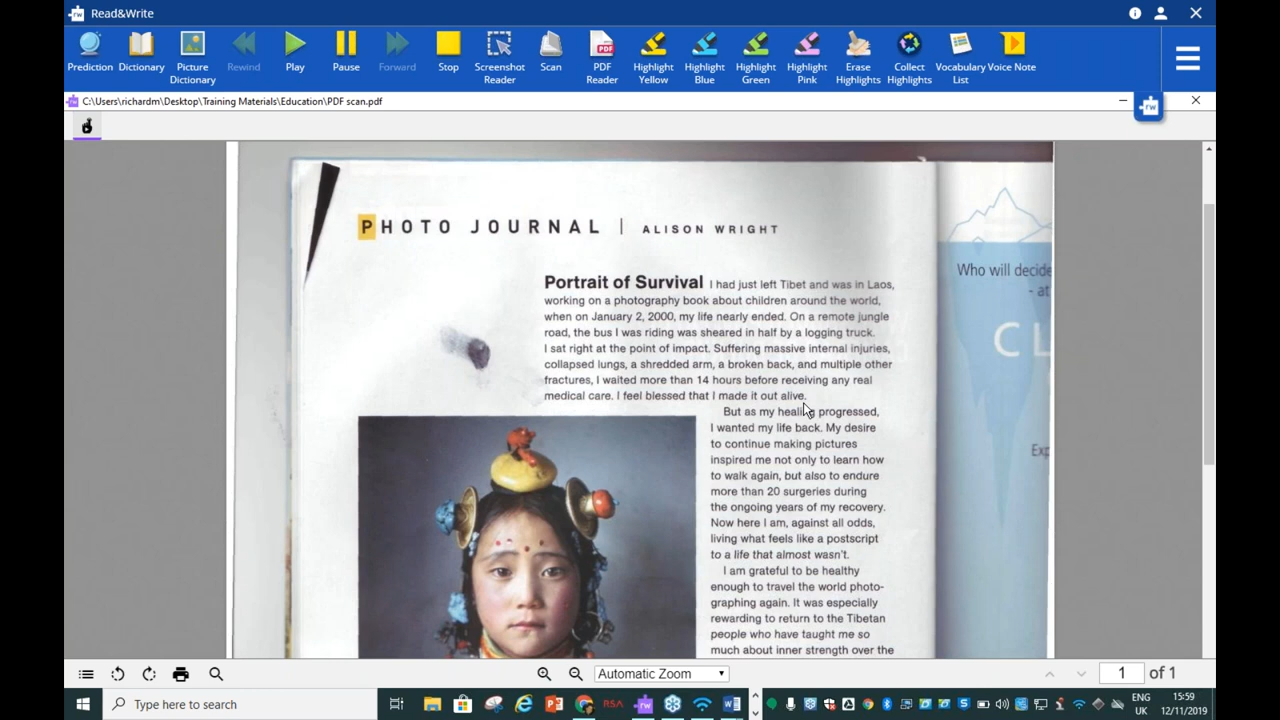 Read&Write
Prediction
Dictionary
Picture Dictionary
Rewind
Play
Pause
Forward
Stop
Screenshot Reader
Scan
PDF Reader
Highlight Yellow
Highlight Blue
Highlight Green
Highlight Pink
Erase Highlights
Collect Highlights
Vocabulary List
Voice Note
C:\Users\richardm\Desktop\Training Materials\Education\PDF scan.pdf
PHOTO JOURNAL | ALISON WRIGHT
Portrait of Survival I had just left Tibet and was in Laos,
working on a photography book about children around the world,
when on January 2, 2000, my life nearly ended. On a remote jungle
road, the bus I was riding was sheared in half by a logging truck.
I sat right at the point of impact. Suffering massive internal injuries,
collapsed lungs, a shredded arm, a broken back, and multiple other
fractures, I waited more than 14 hours before receiving any real
medical care. I feel blessed that I made it out alive.
But as my healing progressed,
I wanted my life back. My desire
to continue making pictures
inspired me not only to learn how
to walk again, but also to endure
more than 20 surgeries during
the ongoing years of my recovery.
Now here I am, against all odds,
living what feels like a postscript
to a life that almost wasn't.
I am grateful to be healthy
enough to travel the world photo-
graphing again. It was especially
rewarding to return to the Tibetan
people who have taught me so
much about inner strength over the
Who will decide
- at
CL
Exp
Automatic Zoom
1 of 1
Type here to search
RSA
ENG
UK
15:59
12/11/2019